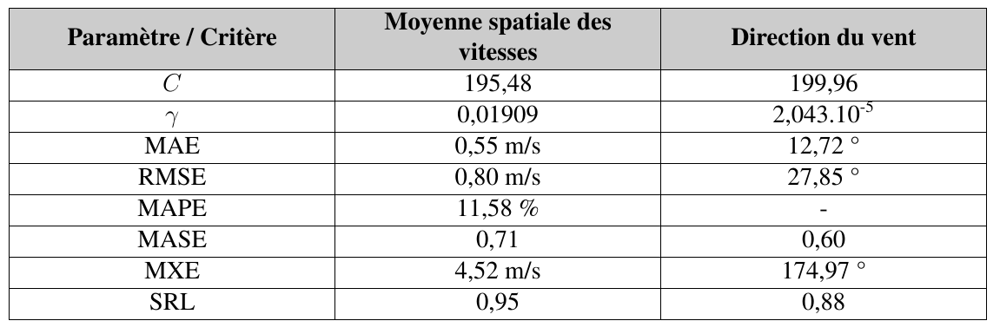 Paramètre / Critère Moyenne spatiale des vitesses Direction du vent
C 195,48 199,96
γ 0,01909 2,043.10-5
MAE 0,55 m/s 12,72 °
RMSE 0,80 m/s 27,85 °
MAPE 11,58 % -
MASE 0,71 0,60
MXE 4,52 m/s 174,97 °
SRL 0,95 0,88